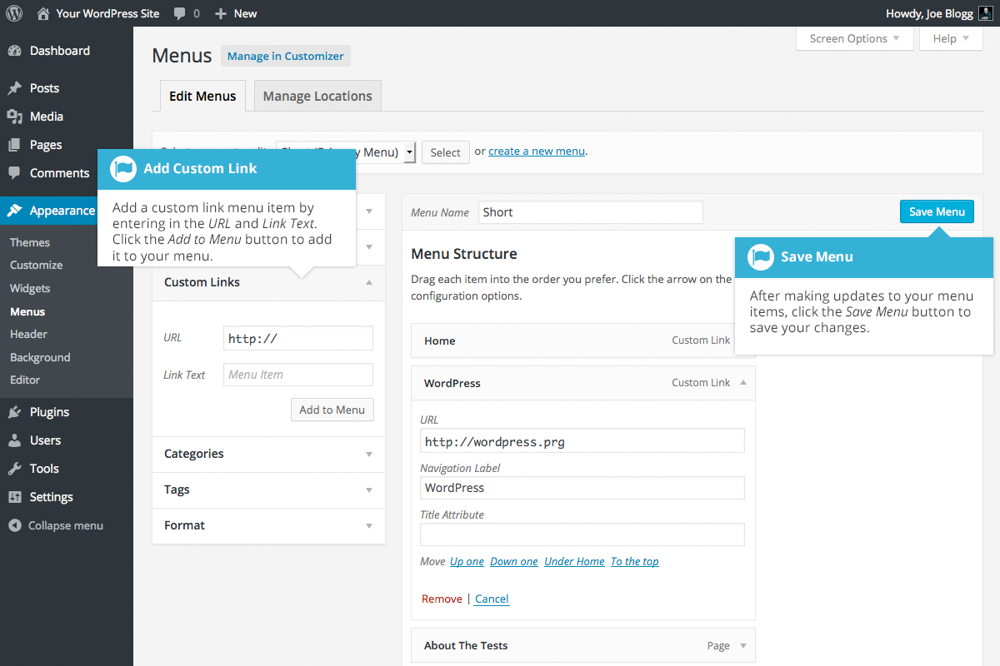 Your WordPress Site 0 New Howdy, Joe Blogg
Dashboard
Posts
Media
Pages
Comments
Appearance
Themes
Customize
Widgets
Menus
Header
Background
Editor
Plugins
Users
Tools
Settings
Collapse menu
Screen Options Help
Menus Manage in Customizer
Edit Menus Manage Locations
Menu) Select or create a new menu.
Add Custom Link
Add a custom link menu item by
entering in the URL and Link Text.
Click the Add to Menu button to add
it to your menu.
Custom Links
URL http://
Link Text Menu Item
Add to Menu
Categories
Tags
Format
Menu Name Short Save Menu
Menu Structure
Drag each item into the order you prefer. Click the arrow on the
configuration options.
Save Menu
After making updates to your menu
items, click the Save Menu button to
save your changes.
Home Custom Link
WordPress Custom Link
URL
http://wordpress.prg
Navigation Label
WordPress
Title Attribute
Move Up one Down one Under Home To the top
Remove | Cancel
About The Tests Page